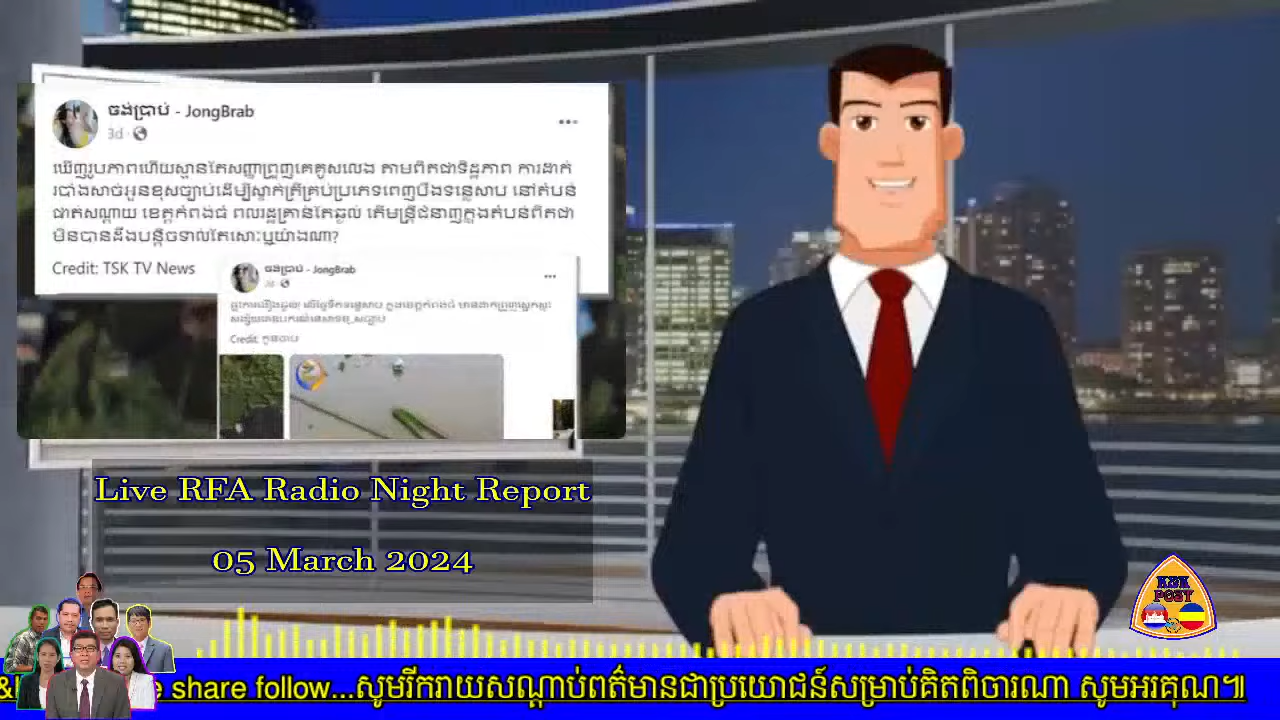 ចង់ប្រាប់ - JongBrab
3d
ឃើញរូបភាពហើយស្មានតែសញ្ញាព្រួញគេគូសលេង តាមពិតជាទិដ្ឋភាព ការដាក់
របាំងសាច់អួនខុសច្បាប់ដើម្បីស្ទាក់ត្រីគ្រប់ប្រភេទពេញបឹងទន្លេសាប នៅតំបន់
ផាត់សណ្តាយ ខេត្តកំពង់ធំ ពលរដ្ឋគ្រាន់តែឆ្ងល់ តើមន្ត្រីជំនាញក្នុងតំបន់ពិតជា
មិនបានដឹងបន្តិចទាល់តែសោះឬយ៉ាងណា?
Credit: TSK TV News
ចង់ប្រាប់ - JongBrab
Credit:
Live RFA Radio Night Report
05 March 2024
K&K
POST
share follow...សូមរីករាយសណ្តាប់ពត៌មានជាប្រយោជន៍សម្រាប់គិតពិចារណា សូមអរគុណ៕